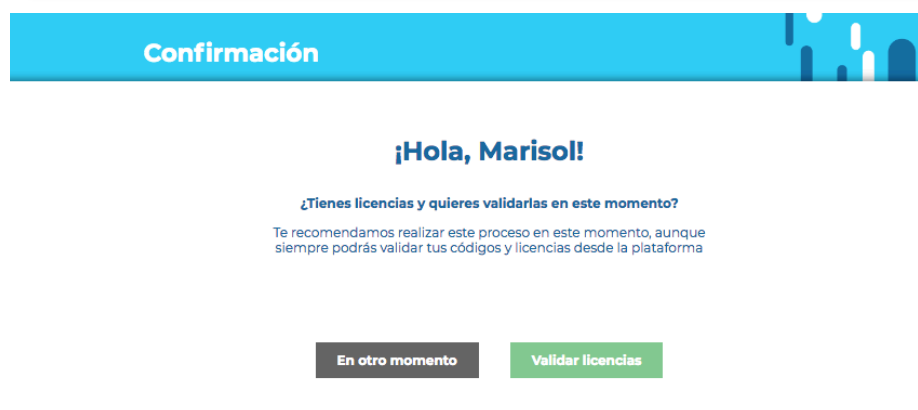 Confirmación
¡Hola, Marisol!
¿Tienes licencias y quieres validarlas en este momento?
Te recomendamos realizar este proceso en este momento, aunque
siempre podrás validar tus códigos y licencias desde la plataforma
En otro momento
Validar licencias